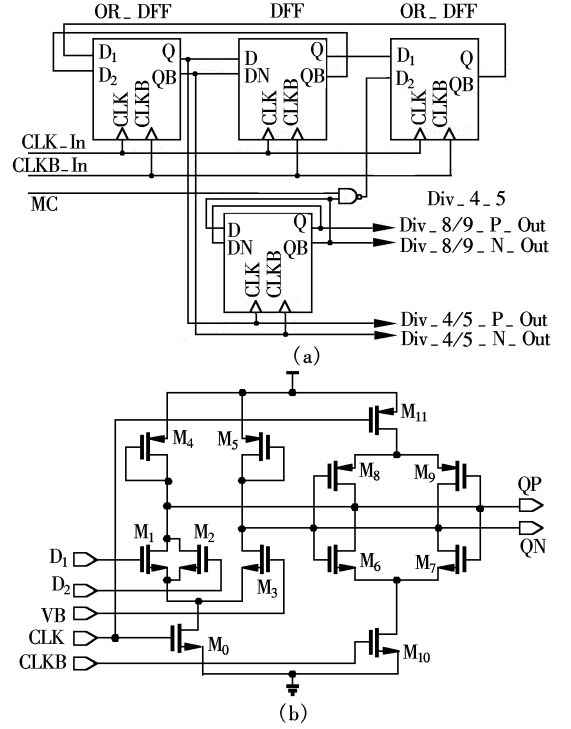 OR_DFF DFF OR_DFF
D1 Q D Q D1 Q
D2 QB DN QB D2 QB
CLK CLKB CLK CLKB CLK CLKB
CLK_In
CLKB_In
MC
Div_4_5
D Q Div_8/9_P_Out
DN QB Div_8/9_N_Out
CLK CLKB
Div_4/5_P_Out
Div_4/5_N_Out
(a)
M11
M4 M5
M8 M9
QP
QN
M1 M2
D1 M6 M7
D2 M3
VB
CLK M0
CLKB M10
(b)